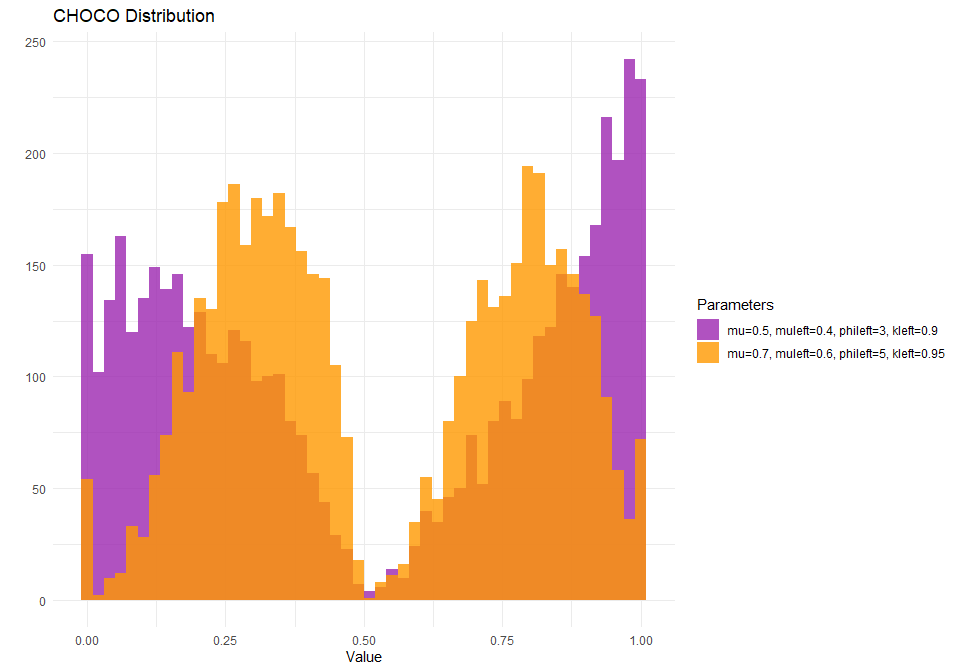 CHOCO Distribution
250
200
150
100
50
0
0.00 0.25 0.50 0.75 1.00
Value
Parameters
mu=0.5, muleft=0.4, phileft=3, kleft=0.9
mu=0.7, muleft=0.6, phileft=5, kleft=0.95